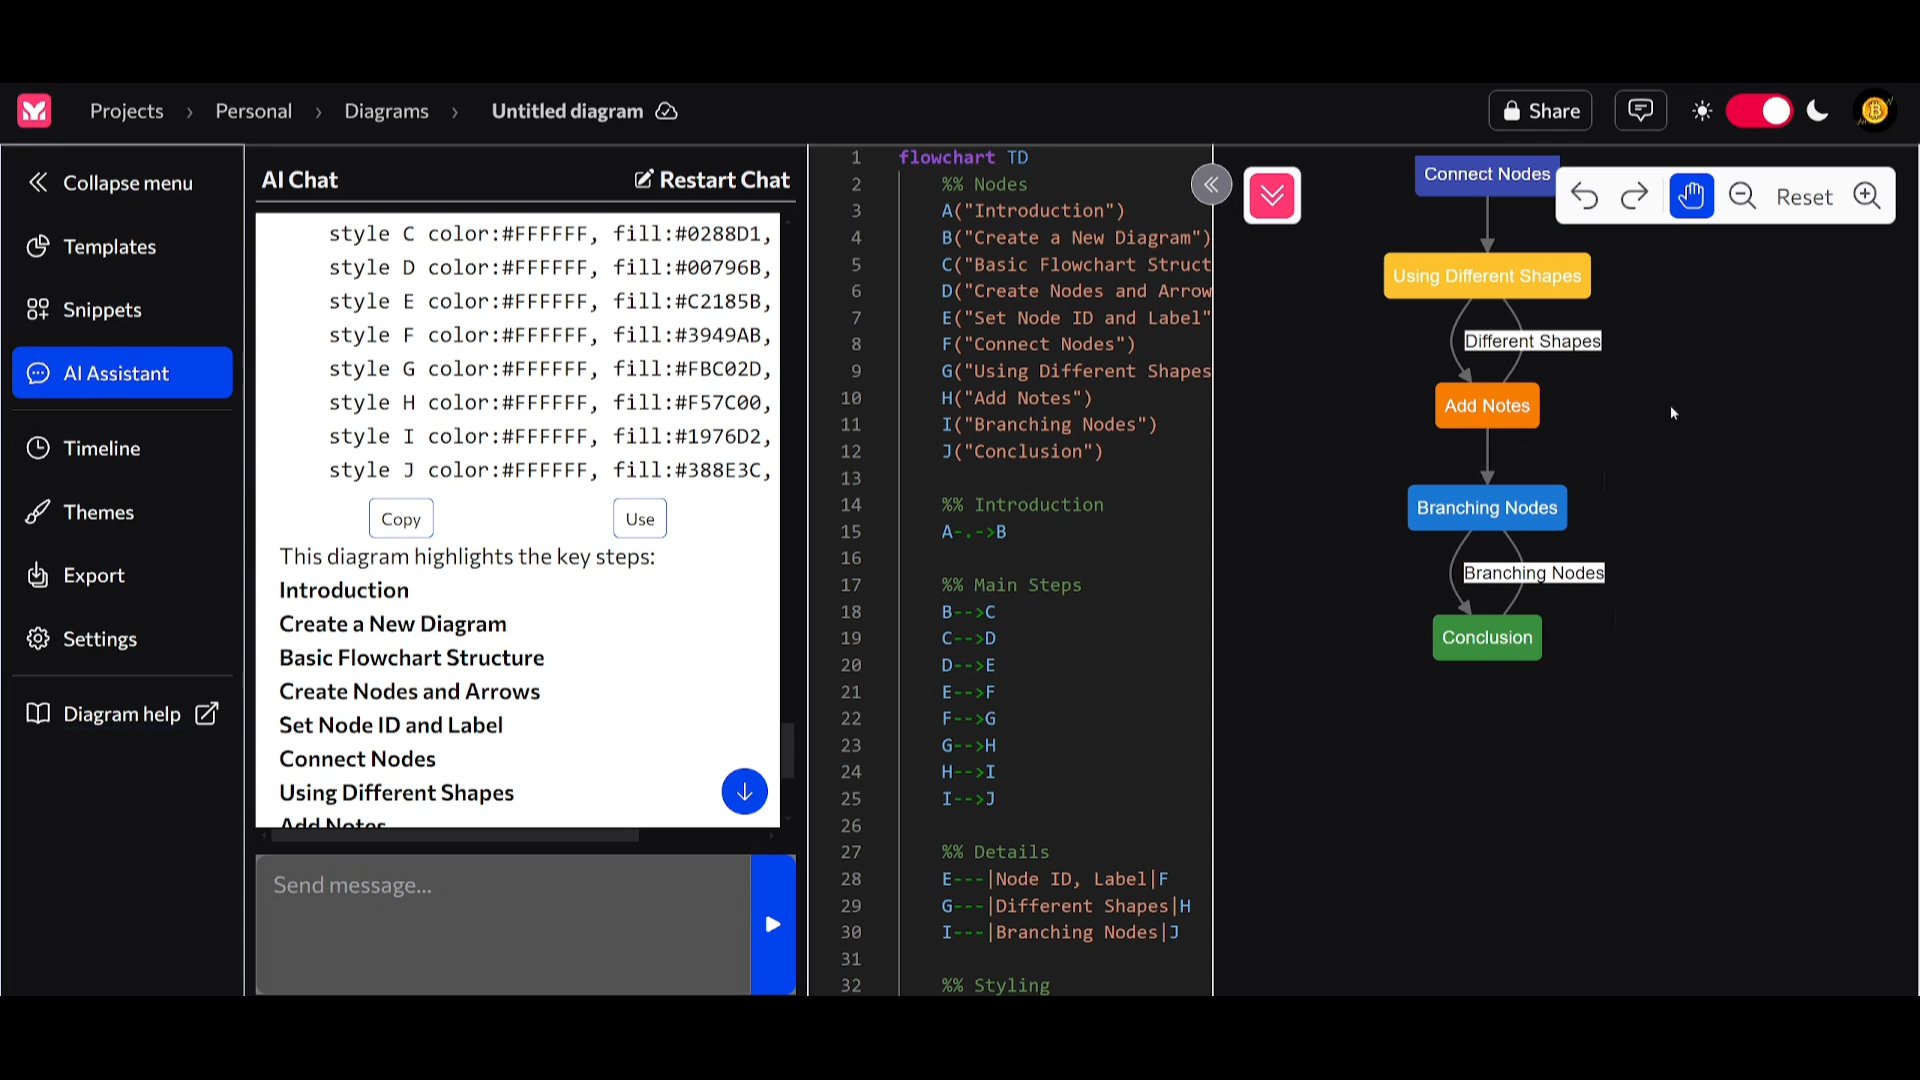 Projects › Personal › Diagrams › Untitled diagram
Share
Collapse menu
Templates
Snippets
AI Assistant
Timeline
Themes
Export
Settings
Diagram help
AI Chat
Restart Chat
style C color:#FFFFFF, fill:#0288D1,
style D color:#FFFFFF, fill:#00796B,
style E color:#FFFFFF, fill:#C2185B,
style F color:#FFFFFF, fill:#3949AB,
style G color:#FFFFFF, fill:#FBC02D,
style H color:#FFFFFF, fill:#F57C00,
style I color:#FFFFFF, fill:#1976D2,
style J color:#FFFFFF, fill:#388E3C,
Copy
Use
This diagram highlights the key steps:
Introduction
Create a New Diagram
Basic Flowchart Structure
Create Nodes and Arrows
Set Node ID and Label
Connect Nodes
Using Different Shapes
Add Notes
Send message...
1 flowchart TD
2 %% Nodes
3 A("Introduction")
4 B("Create a New Diagram")
5 C("Basic Flowchart Struct
6 D("Create Nodes and Arrow
7 E("Set Node ID and Label"
8 F("Connect Nodes")
9 G("Using Different Shapes
10 H("Add Notes")
11 I("Branching Nodes")
12 J("Conclusion")
13
14 %% Introduction
15 A-.->B
16
17 %% Main Steps
18 B-->C
19 C-->D
20 D-->E
21 E-->F
22 F-->G
23 G-->H
24 H-->I
25 I-->J
26
27 %% Details
28 E---|Node ID, Label|F
29 G---|Different Shapes|H
30 I---|Branching Nodes|J
31
32 %% Styling
Connect Nodes
Reset
Using Different Shapes
Different Shapes
Add Notes
Branching Nodes
Branching Nodes
Conclusion